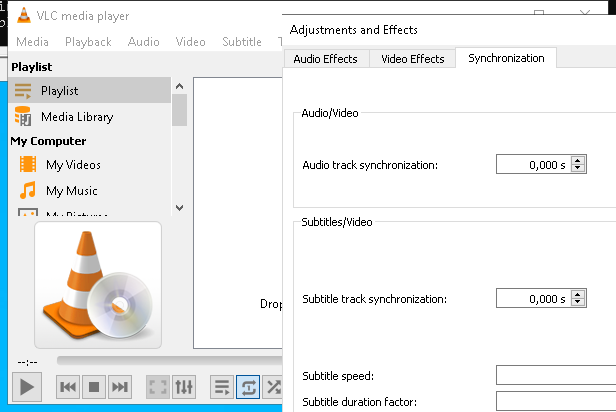 VLC media player
Media Playback Audio Video Subtitle
Playlist
Playlist
Media Library
My Computer
My Videos
My Music
My Pictures
Drop
--:--
Adjustments and Effects
Audio Effects Video Effects Synchronization
Audio/Video
Audio track synchronization: 0,000 s
Subtitles/Video
Subtitle track synchronization: 0,000 s
Subtitle speed:
Subtitle duration factor: